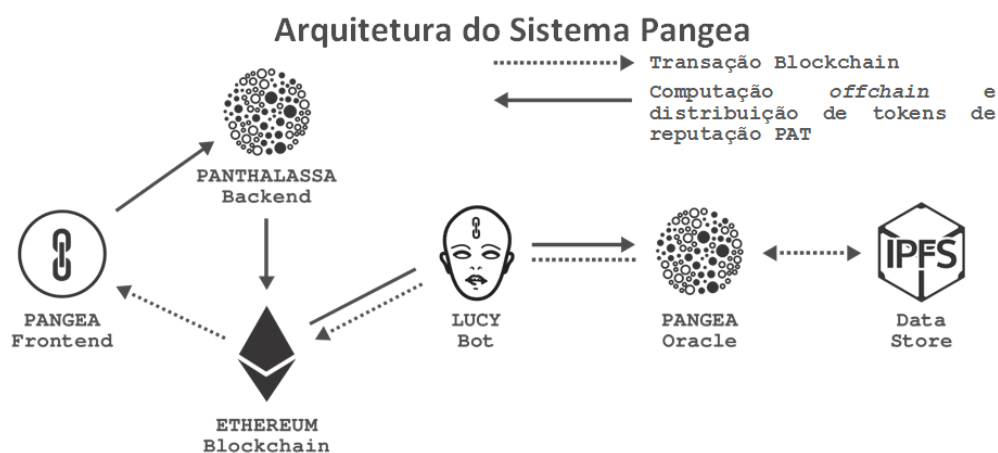 Arquitetura do Sistema Pangea
Transação Blockchain
Computação offchain e
distribuição de tokens de
reputação PAT
PANTHALASSA
Backend
PANGEA
Frontend
LUCY
Bot
PANGEA
Oracle
IPFS
Data
Store
ETHEREUM
Blockchain